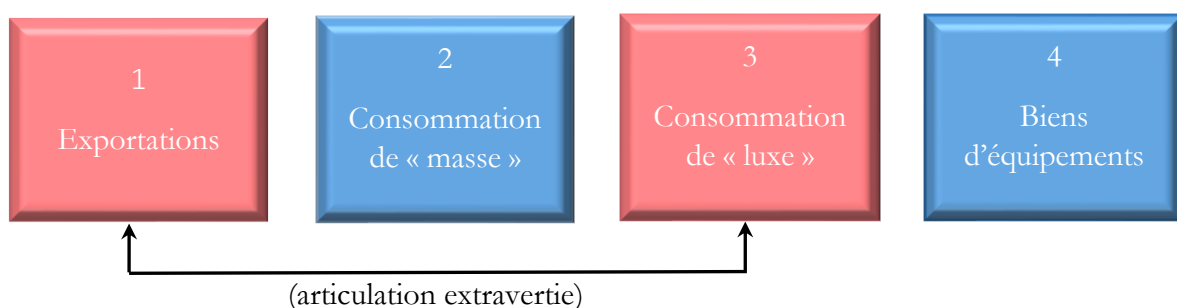 1
Exportations
2
Consommation
de « masse »
3
Consommation
de « luxe »
4
Biens
d’équipements
(articulation extravertie)